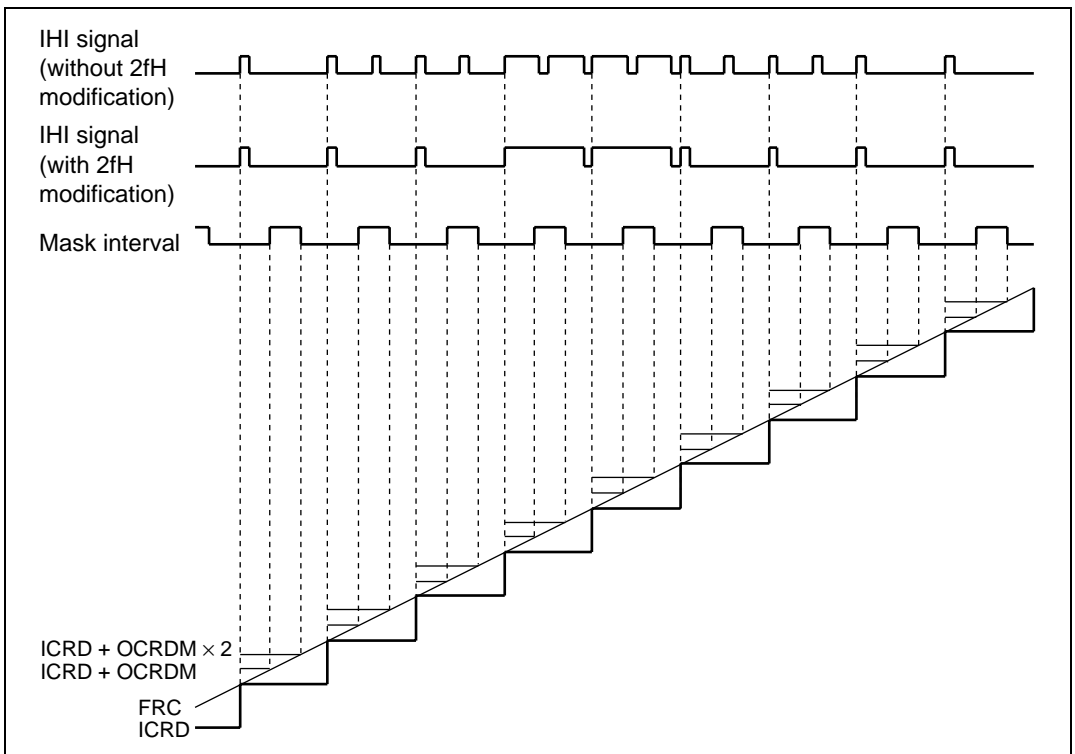 IHI signal
(without 2fH
modification)
IHI signal
(with 2fH
modification)
Mask interval
ICRD + OCRDM × 2
ICRD + OCRDM
FRC
ICRD